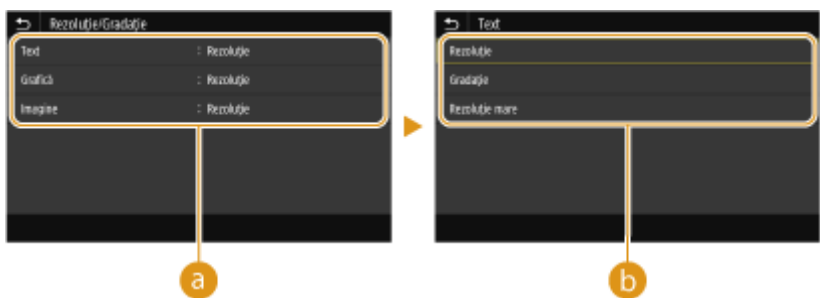 Rezoluție/Gradație
Text : Rezoluție
Grafică : Rezoluție
Imagine : Rezoluție
a
Text
Rezoluție
Gradație
Rezoluție mare
b